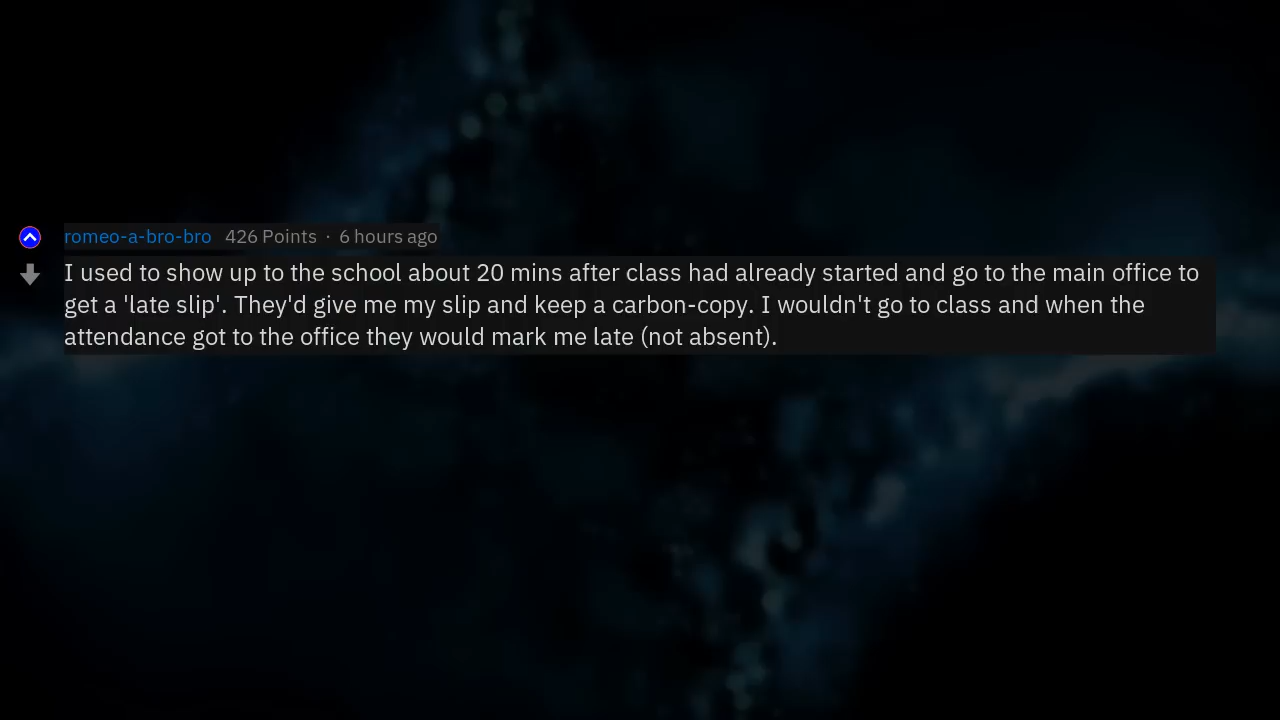 romeo-a-bro-bro 426 Points · 6 hours ago
I used to show up to the school about 20 mins after class had already started and go to the main office to
get a 'late slip'. They'd give me my slip and keep a carbon-copy. I wouldn't go to class and when the
attendance got to the office they would mark me late (not absent).